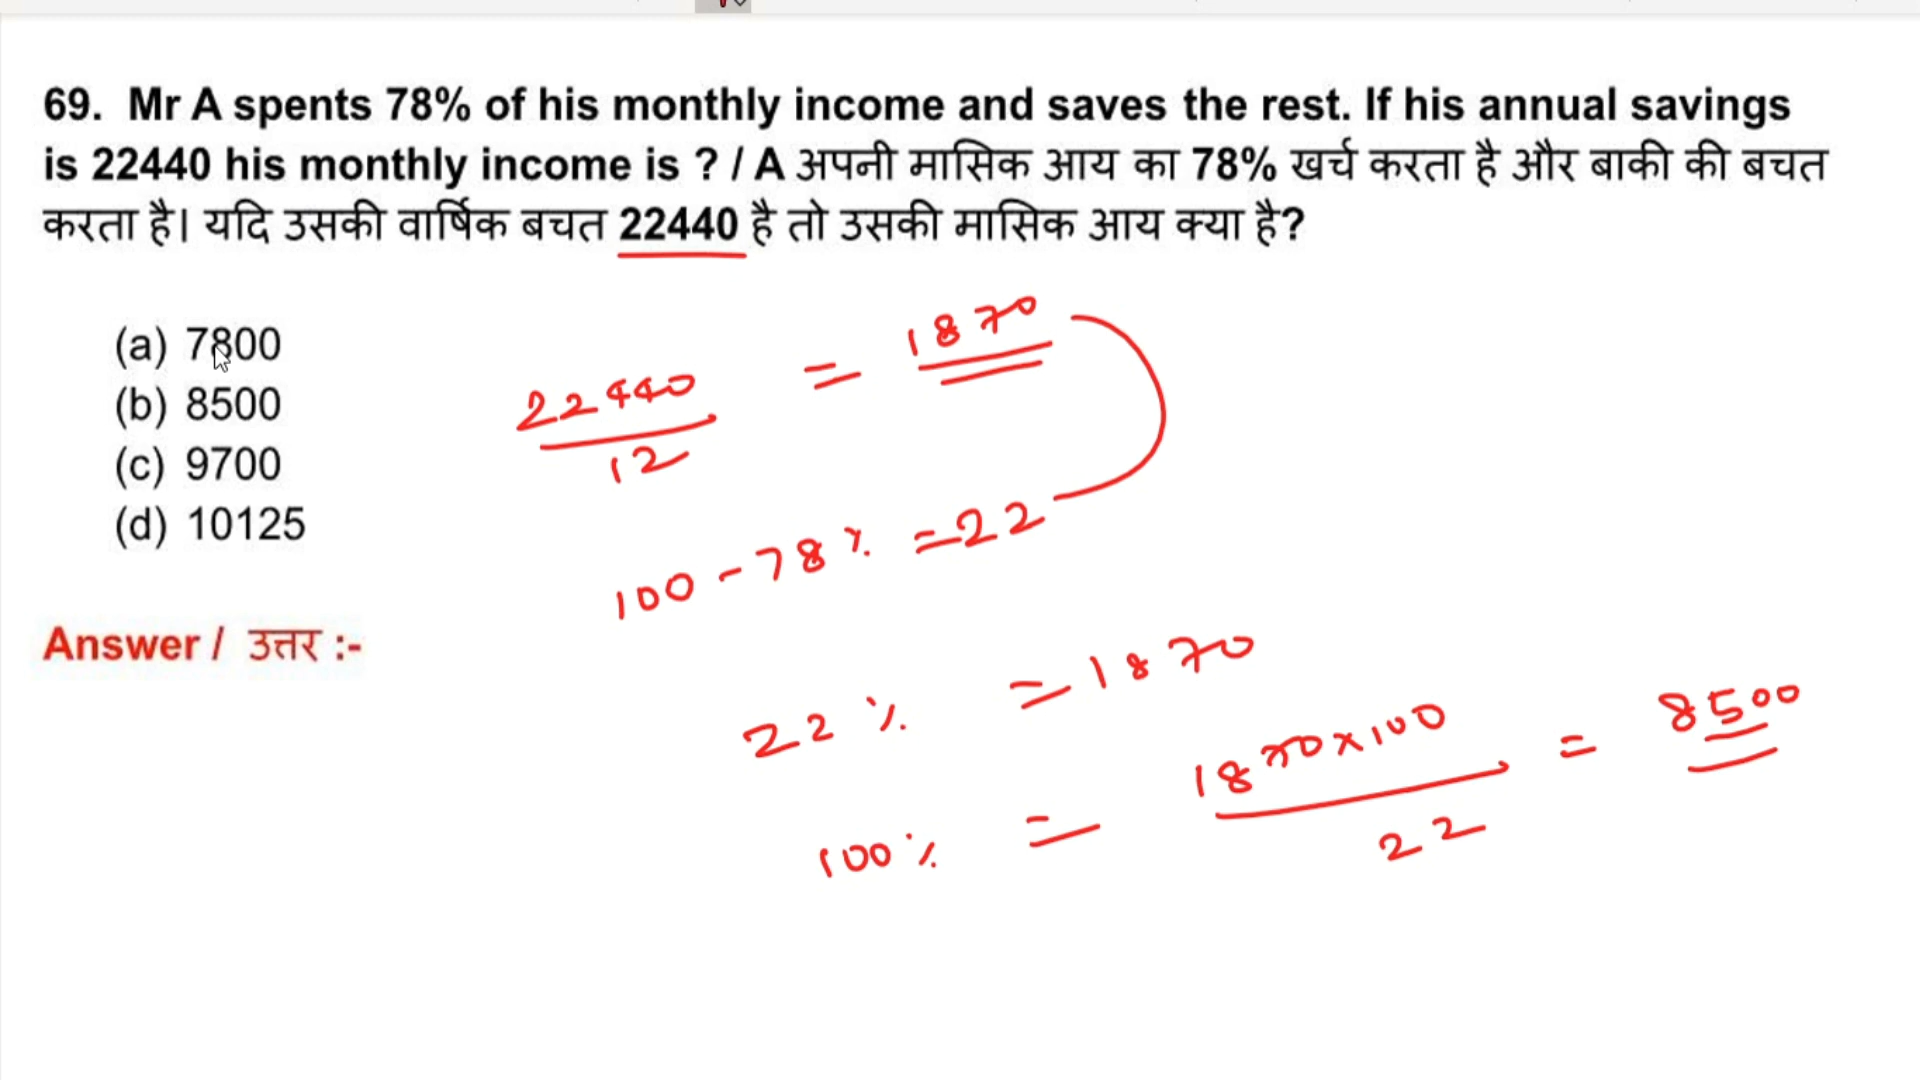 69. Mr A spents 78% of his monthly income and saves the rest. If his annual savings
is 22440 his monthly income is ? / A अपनी मासिक आय का 78% खर्च करता है और बाकी की बचत
करता है। यदि उसकी वार्षिक बचत 22440 है तो उसकी मासिक आय क्या है?
(a) 7800
(b) 8500
(c) 9700
(d) 10125
22440
12
= 1870
100 - 78% = 22
Answer / उत्तर :-
22% = 1870
100% = 1870x100
22
= 8500